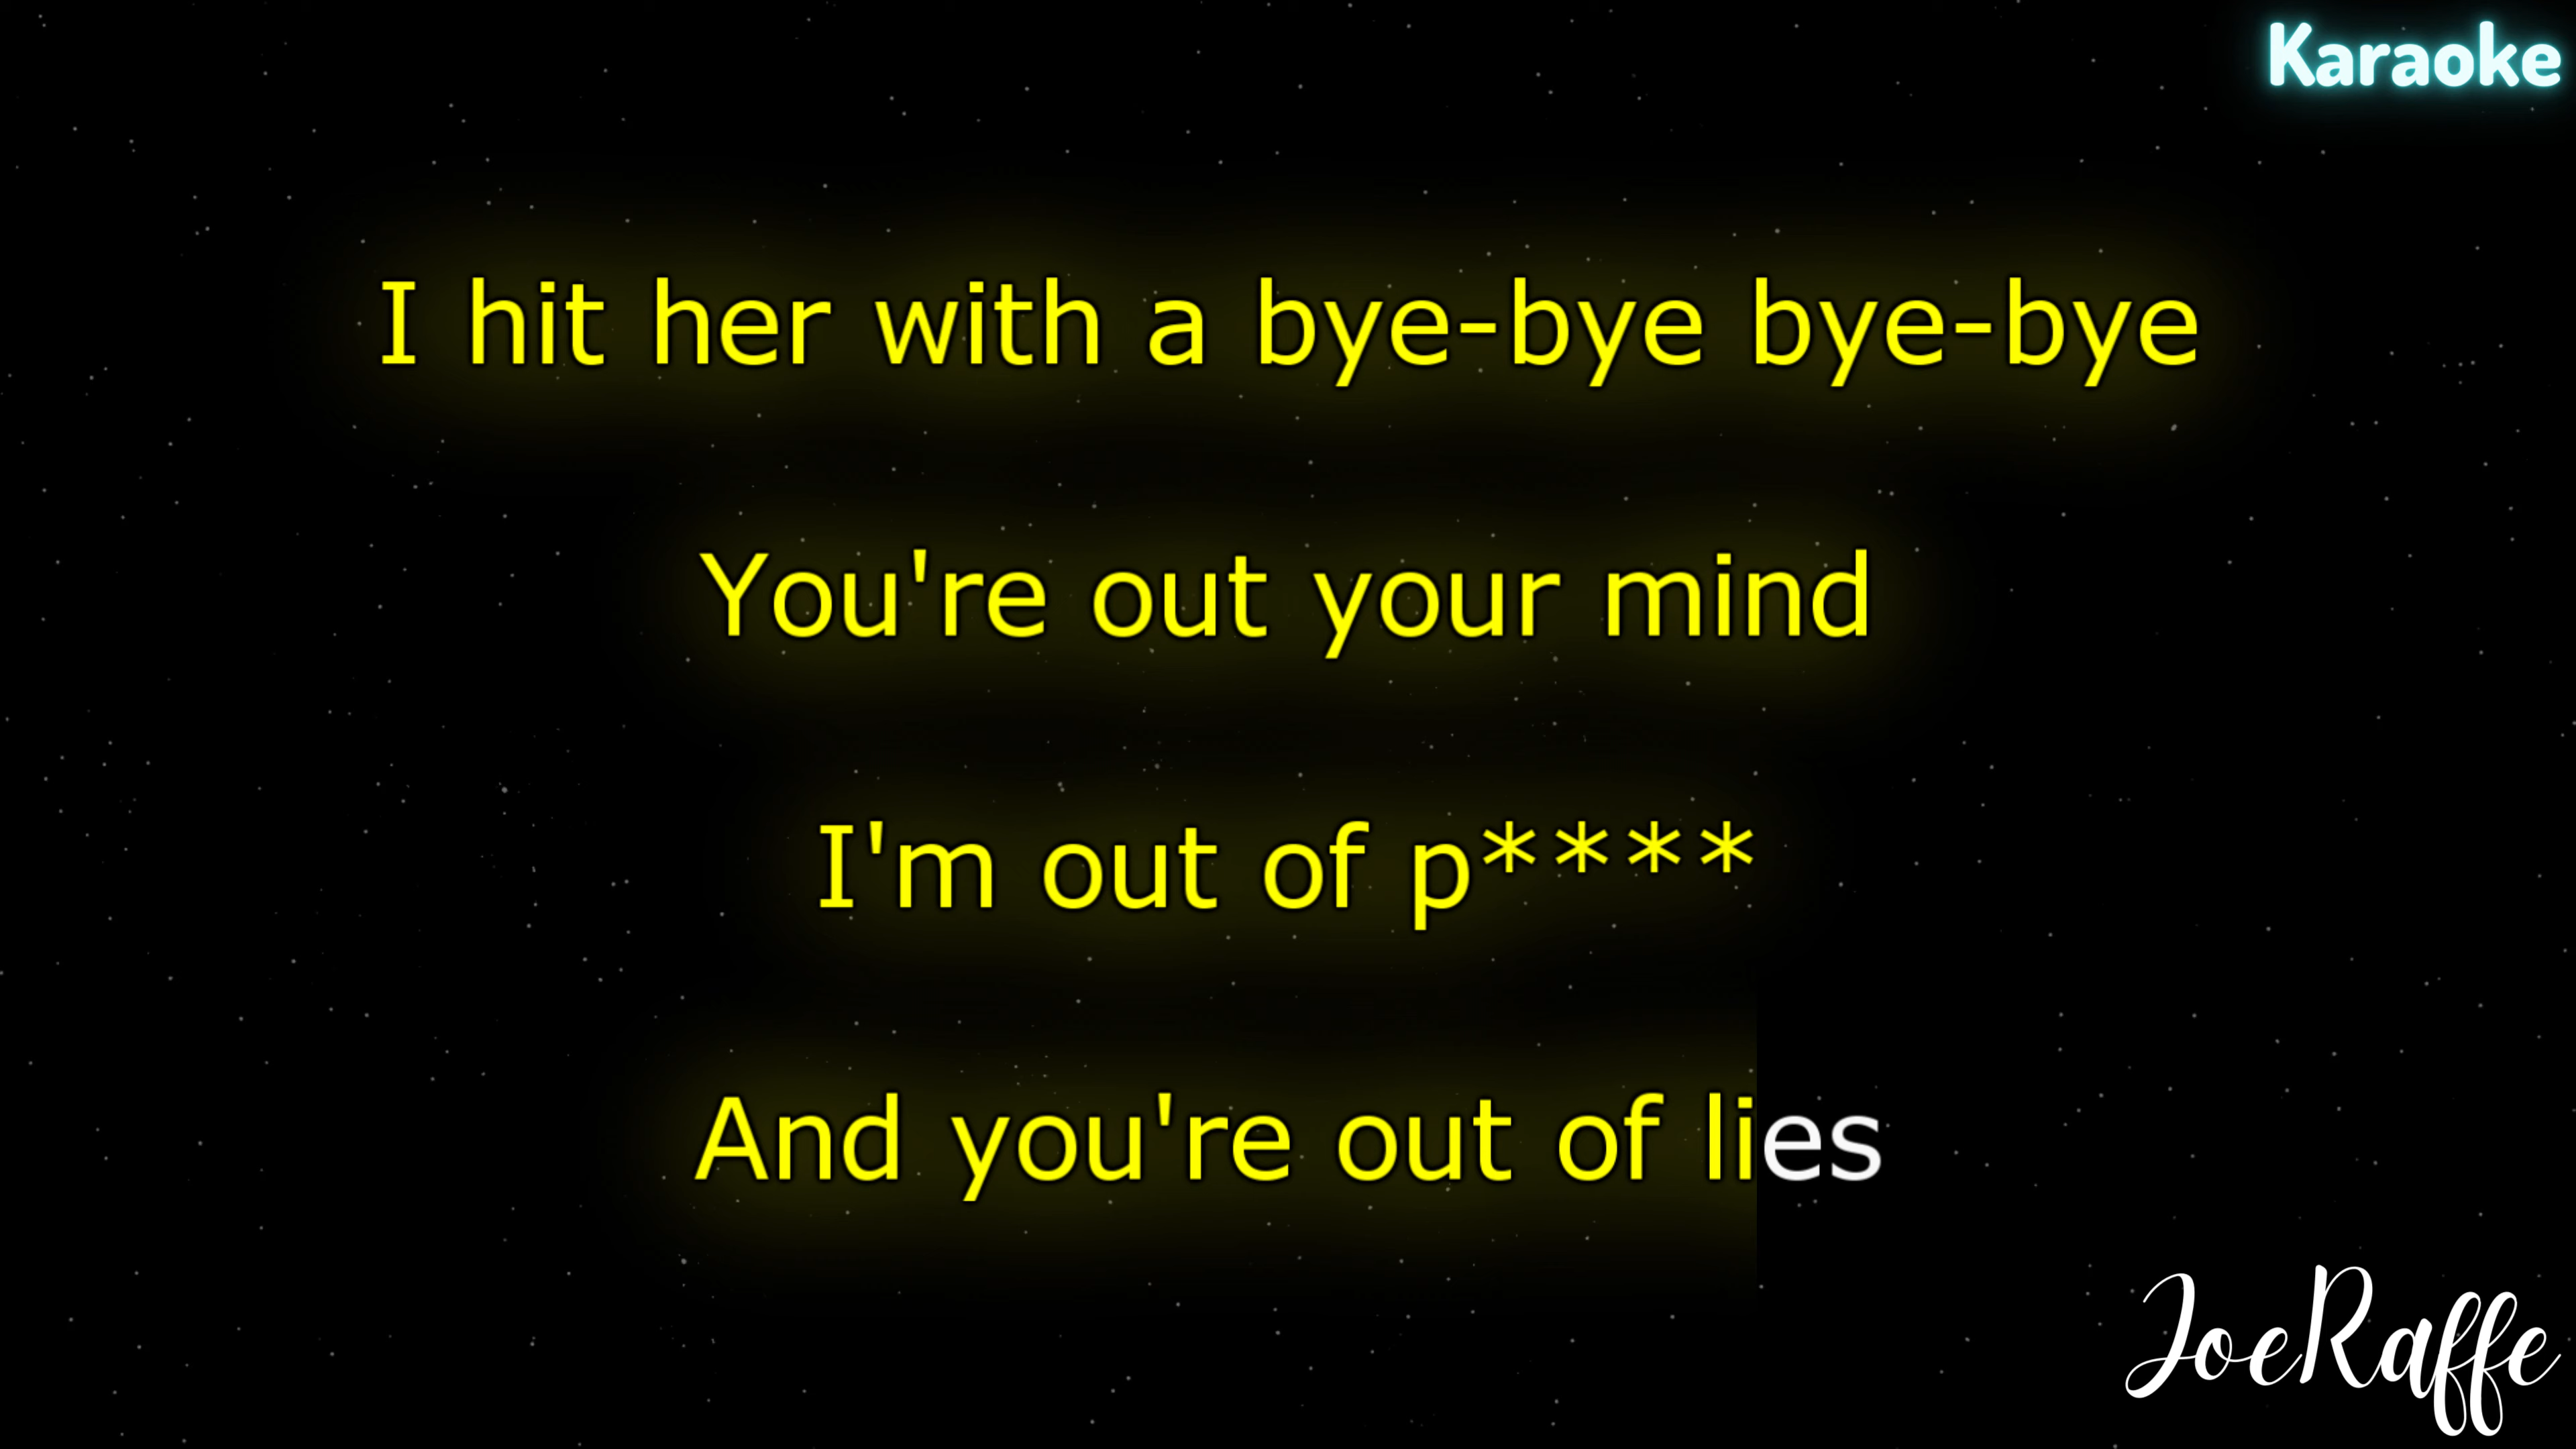 Karaoke
I hit her with a bye-bye bye-bye
You're out your mind
I'm out of p****
And you're out of lies
JoeRaffe